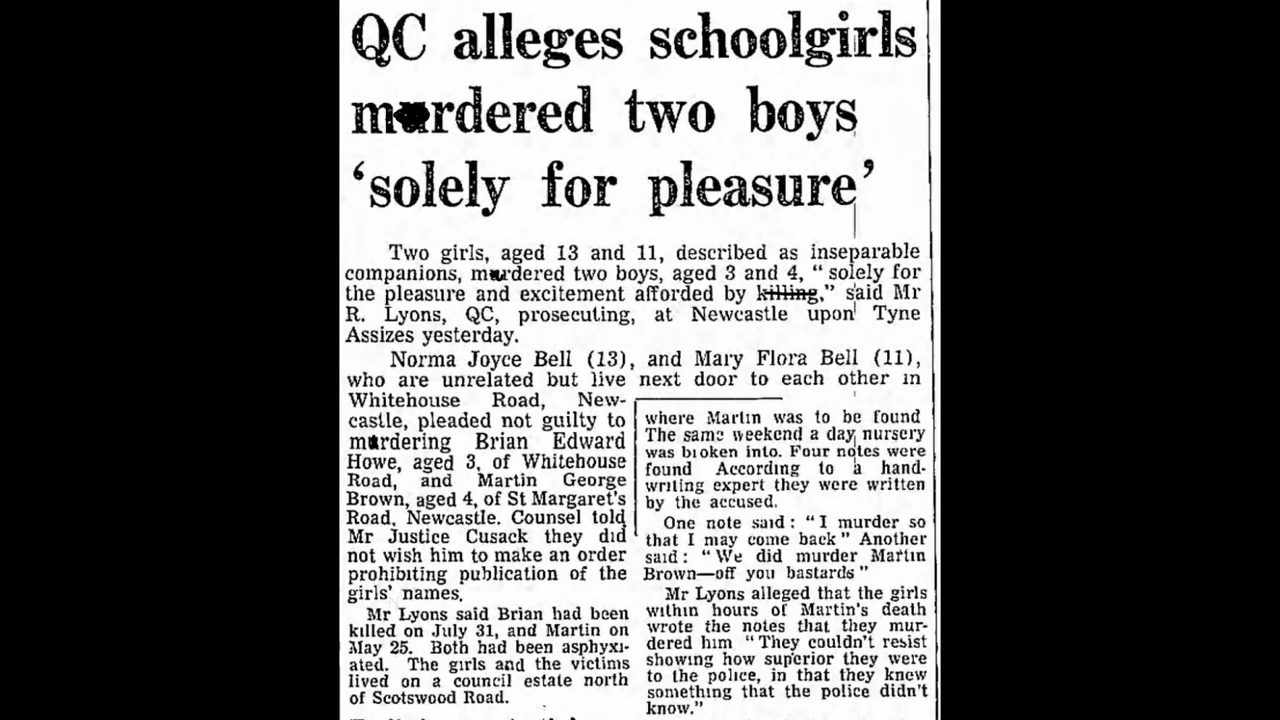 QC alleges schoolgirls
murdered two boys
‘solely for pleasure’
Two girls, aged 13 and 11, described as inseparable
companions, murdered two boys, aged 3 and 4, “ solely for
the pleasure and excitement afforded by killing,” said Mr
R. Lyons, QC, prosecuting, at Newcastle upon Tyne
Assizes yesterday.
Norma Joyce Bell (13), and Mary Flora Bell (11),
who are unrelated but live next door to each other in
Whitehouse Road, New-
castle, pleaded not guilty to
murdering Brian Edward
Howe, aged 3, of Whitehouse
Road, and Martin George
Brown, aged 4, of St Margaret’s
Road, Newcastle. Counsel told
Mr Justice Cusack they did
not wish him to make an order
prohibiting publication of the
girls’ names.
Mr Lyons said Brian had been
killed on July 31, and Martin on
May 25. Both had been asphyxi-
ated. The girls and the victims
lived on a council estate north
of Scotswood Road.
where Martin was to be found
The same weekend a day nursery
was broken into. Four notes were
found According to a hand-
writing expert they were written
by the accused.
One note said : “ I murder so
that I may come back ” Another
said : “ We did murder Martin
Brown—off you bastards ”
Mr Lyons alleged that the girls
within hours of Martin’s death
wrote the notes that they mur-
dered him “ They couldn’t resist
showing how superior they were
to the police, in that they knew
something that the police didn’t
know.”